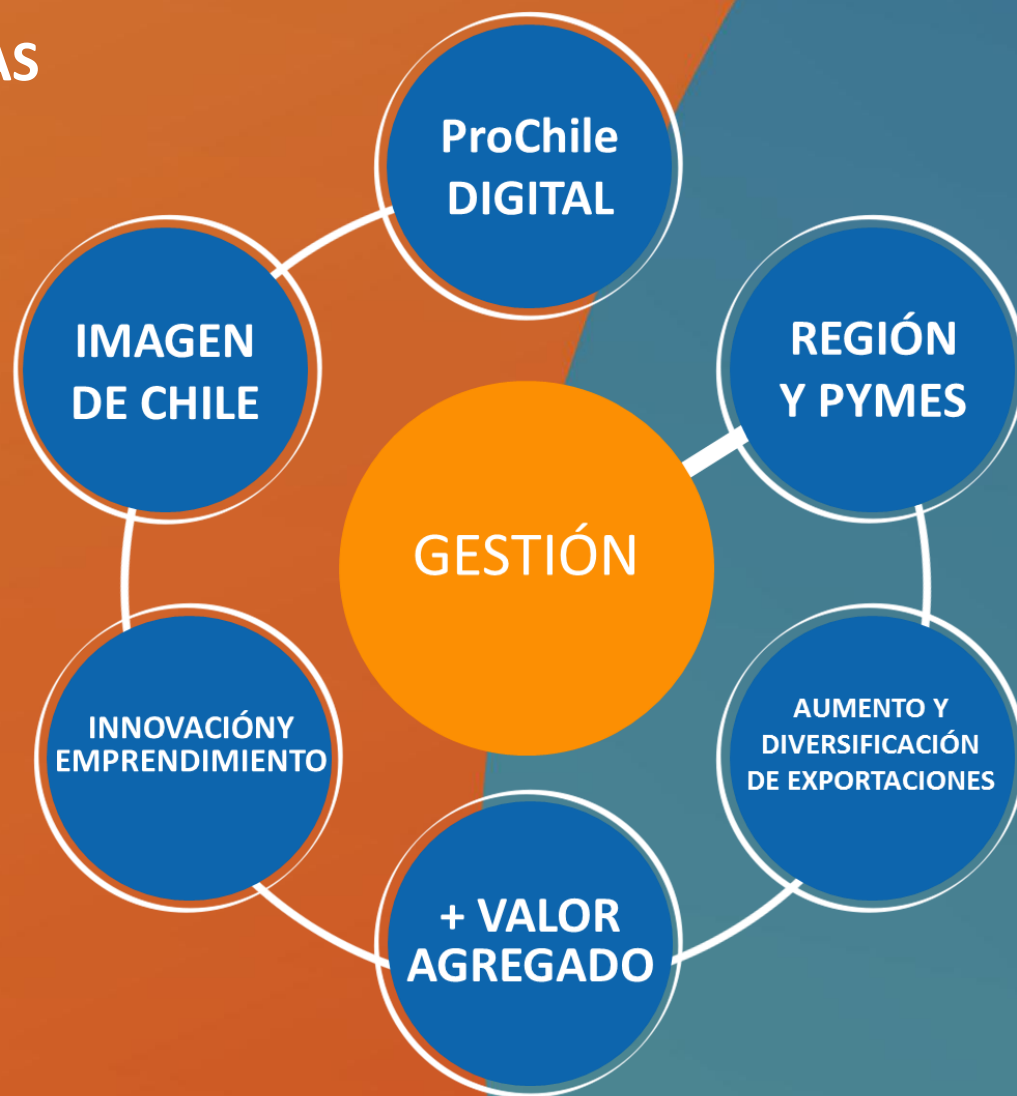 AS
ProChile
DIGITAL
IMAGEN
DE CHILE
REGIÓN
Y PYMES
GESTIÓN
INNOVACIÓNY
EMPRENDIMIENTO
AUMENTO Y
DIVERSIFICACIÓN
DE EXPORTACIONES
+ VALOR
AGREGADO